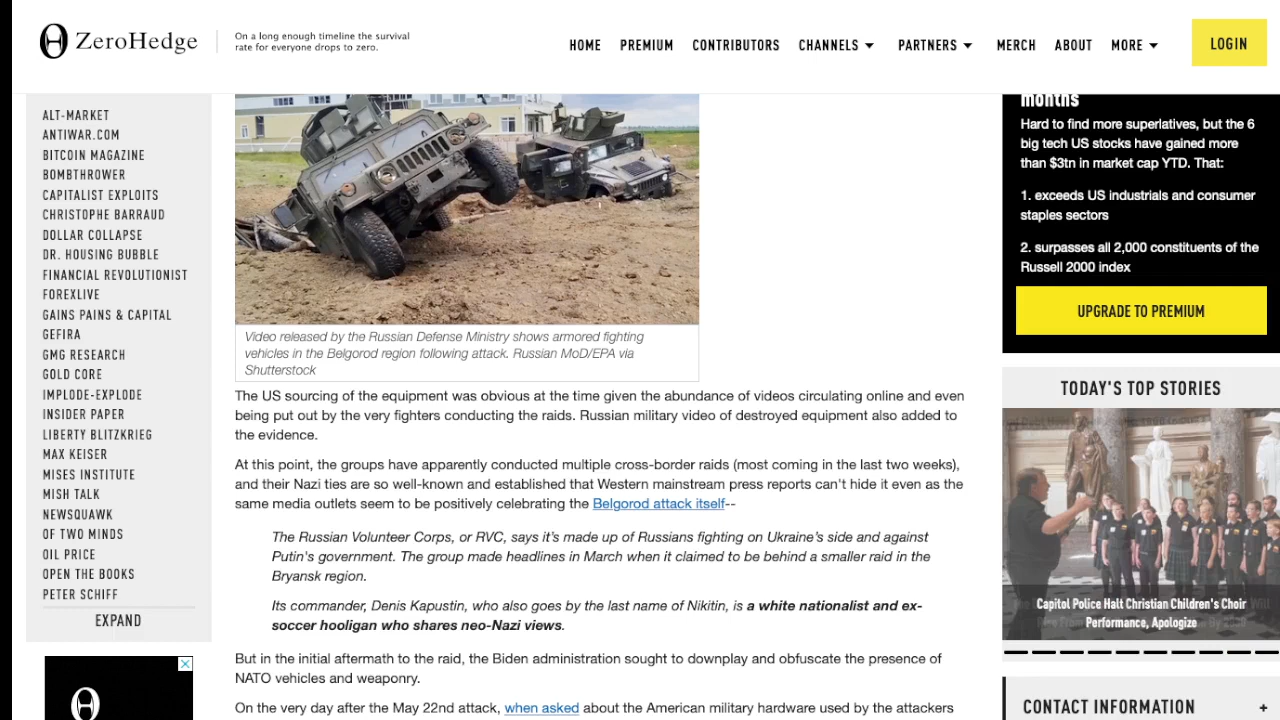 ZeroHedge
On a long enough timeline the survival
rate for everyone drops to zero.
HOME PREMIUM CONTRIBUTORS CHANNELS PARTNERS MERCH ABOUT MORE LOGIN
ALT-MARKET
ANTIWAR.COM
BITCOIN MAGAZINE
BOMBTHROWER
CAPITALIST EXPLOITS
CHRISTOPHE BARRAUD
DOLLAR COLLAPSE
DR. HOUSING BUBBLE
FINANCIAL REVOLUTIONIST
FOREXLIVE
GAINS PAINS & CAPITAL
GEFIRA
GMG RESEARCH
GOLD CORE
IMPLODE-EXPLODE
INSIDER PAPER
LIBERTY BLITZKRIEG
MAX KEISER
MISES INSTITUTE
MISH TALK
NEWSQUAWK
OF TWO MINDS
OIL PRICE
OPEN THE BOOKS
PETER SCHIFF
EXPAND
Video released by the Russian Defense Ministry shows armored fighting
vehicles in the Belgorod region following attack. Russian MoD/EPA via
Shutterstock
The US sourcing of the equipment was obvious at the time given the abundance of videos circulating online and even
being put out by the very fighters conducting the raids. Russian military video of destroyed equipment also added to
the evidence.
At this point, the groups have apparently conducted multiple cross-border raids (most coming in the last two weeks),
and their Nazi ties are so well-known and established that Western mainstream press reports can't hide it even as the
same media outlets seem to be positively celebrating the Belgorod attack itself--
The Russian Volunteer Corps, or RVC, says it's made up of Russians fighting on Ukraine's side and against
Putin's government. The group made headlines in March when it claimed to be behind a smaller raid in the
Bryansk region.
Its commander, Denis Kapustin, who also goes by the last name of Nikitin, is a white nationalist and ex-
soccer hooligan who shares neo-Nazi views.
But in the initial aftermath to the raid, the Biden administration sought to downplay and obfuscate the presence of
NATO vehicles and weaponry.
On the very day after the May 22nd attack, when asked about the American military hardware used by the attackers
months
Hard to find more superlatives, but the 6
big tech US stocks have gained more
than $3tn in market cap YTD. That:
1. exceeds US industrials and consumer
staples sectors
2. surpasses all 2,000 constituents of the
Russell 2000 index
UPGRADE TO PREMIUM
TODAY'S TOP STORIES
Capitol Police Halt Christian Children's Choir
Performance, Apologize
CONTACT INFORMATION +